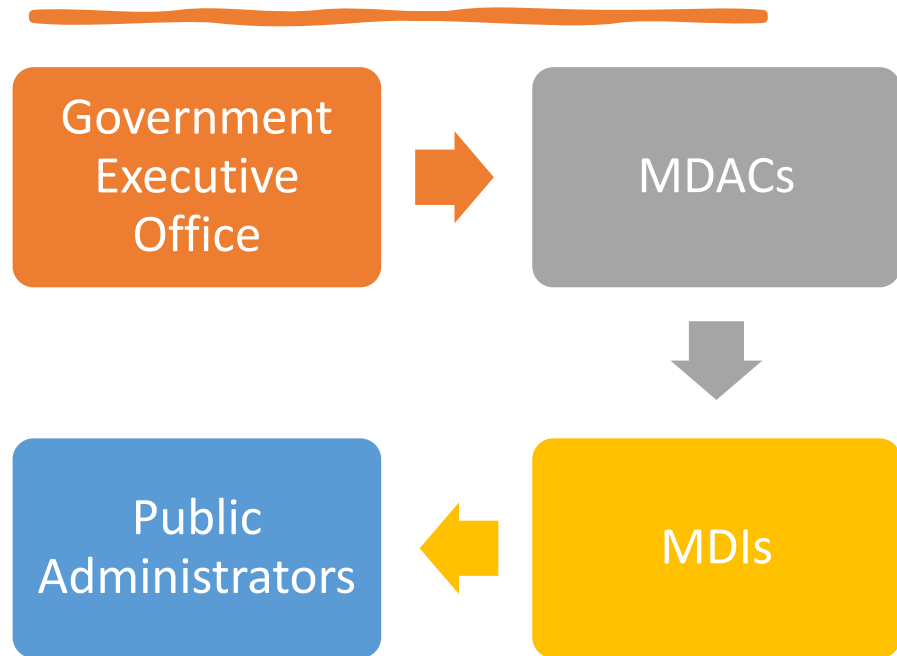 Government
Executive
Office
MDACs
MDIs
Public
Administrators